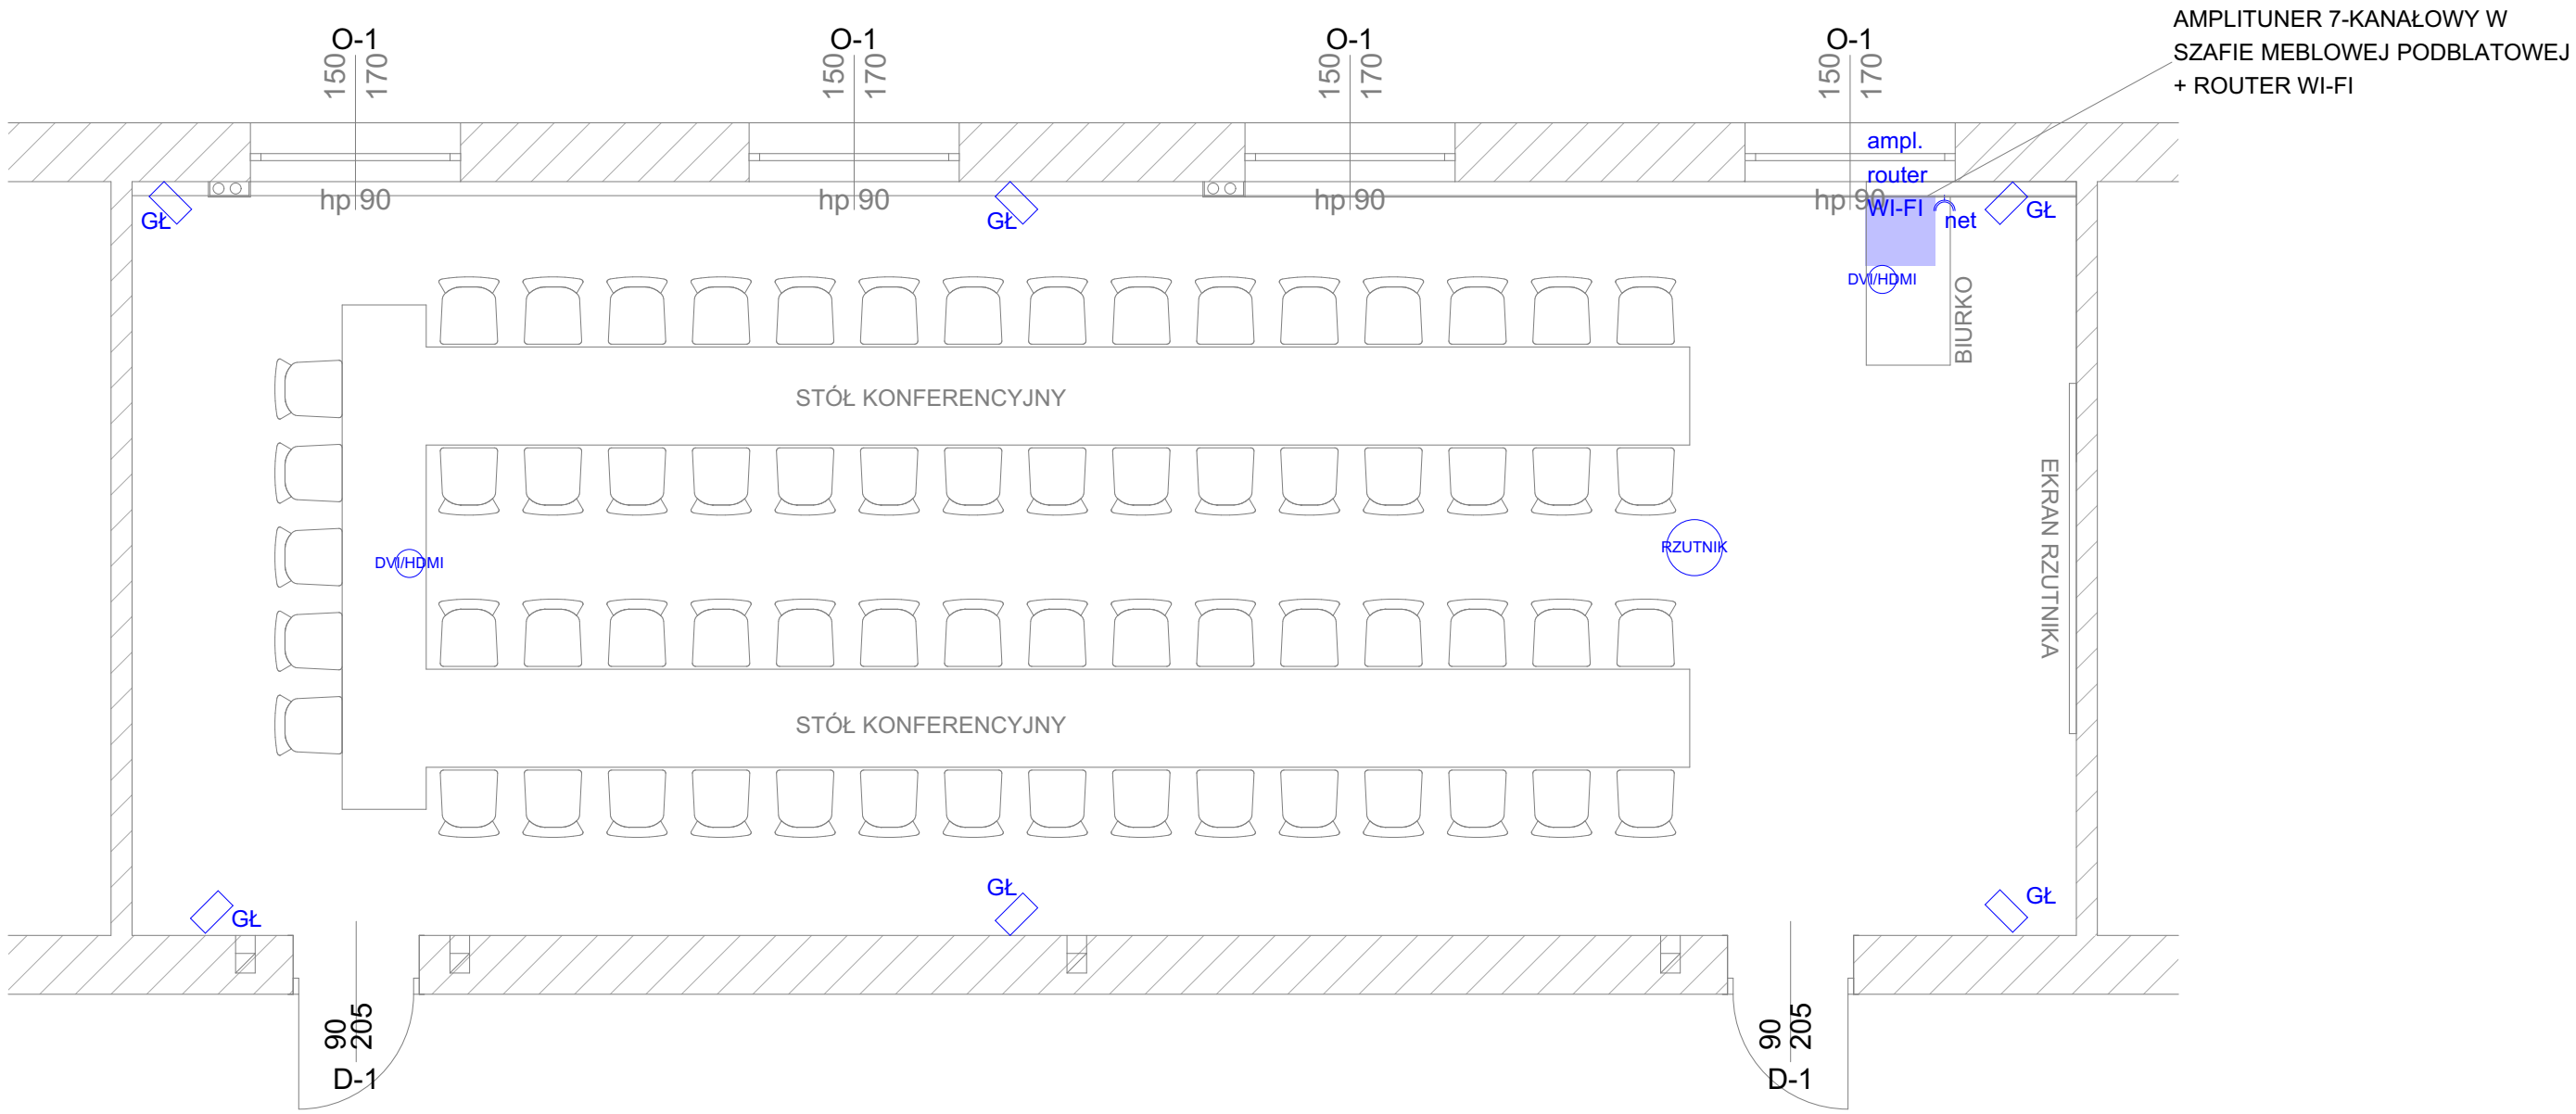 AMPLITUNER 7-KANAŁOWY W
SZAFIE MEBLOWEJ PODBLATOWEJ
+ ROUTER WI-FI
O-1
150
170
hp 90
O-1
150
170
hp 90
O-1
150
170
hp 90
O-1
150
170
hp 90
ampl.
router
WI-FI
net
GŁ
GŁ
GŁ
DVI/HDMI
BIURKO
STÓŁ KONFERENCYJNY
EKRAN RZUTNIKA
DVI/HDMI
RZUTNIK
STÓŁ KONFERENCYJNY
GŁ
GŁ
GŁ
90
205
D-1
90
205
D-1